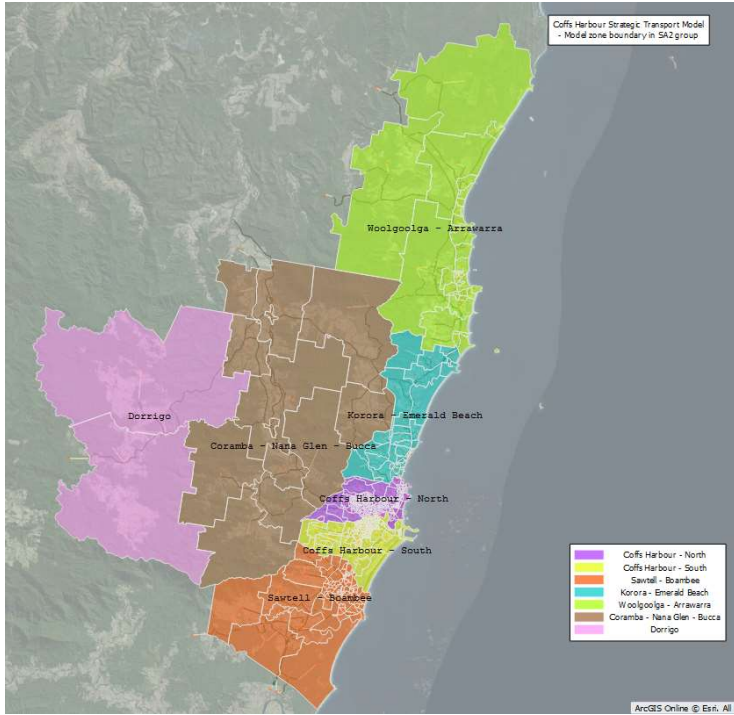 Coffs Harbour Strategic Transport Model
- Model zone boundary in SA2 group
Woolgoolga - Arrawarra
Dorrigo
Korora - Emerald Beach
Coramba - Nana Glen - Bucca
Coffs Harbour - North
Coffs Harbour - South
Sawtell - Boambee
Coffs Harbour - North
Coffs Harbour - South
Sawtell - Boambee
Korora - Emerald Beach
Woolgoolga - Arrawarra
Coramba - Nana Glen - Bucca
Dorrigo
ArcGIS Online © Esri. All